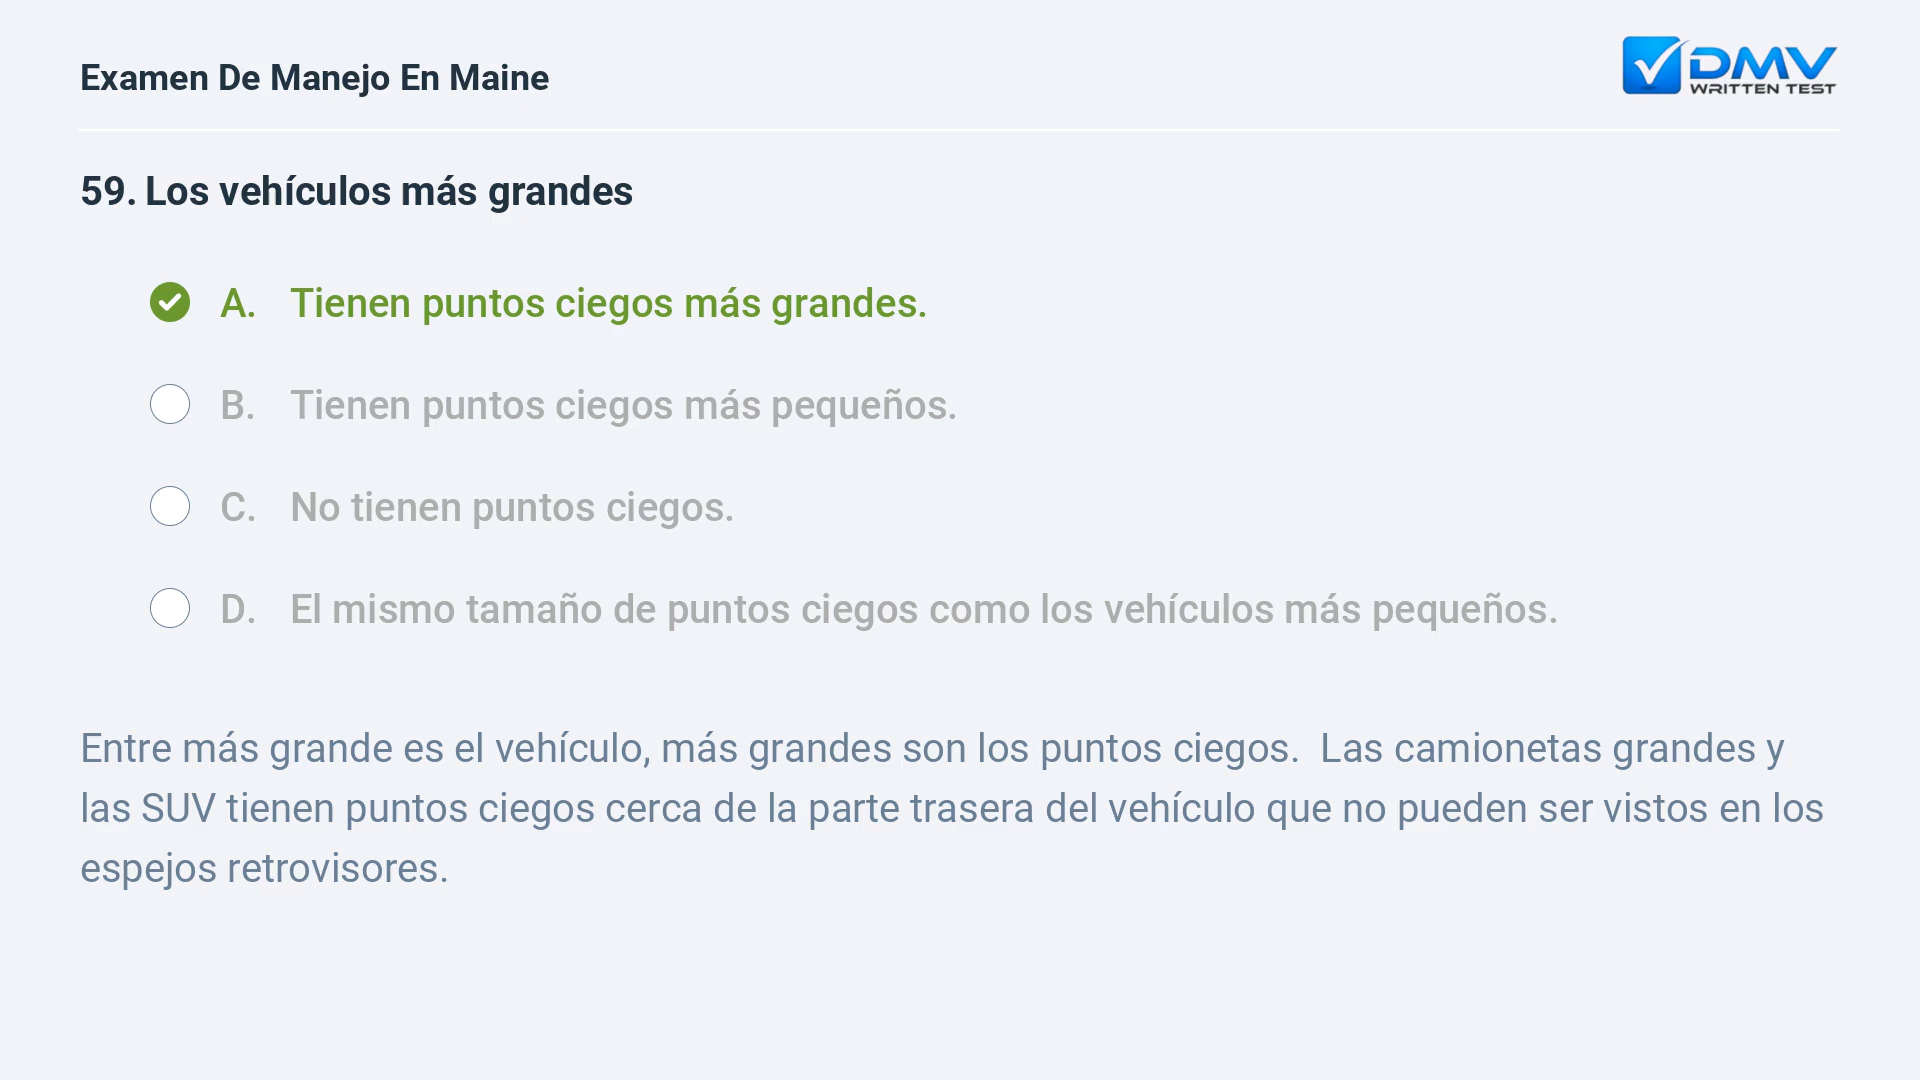 Examen De Manejo En Maine
DMV
WRITTEN TEST
59. Los vehículos más grandes
A. Tienen puntos ciegos más grandes.
B. Tienen puntos ciegos más pequeños.
C. No tienen puntos ciegos.
D. El mismo tamaño de puntos ciegos como los vehículos más pequeños.
Entre más grande es el vehículo, más grandes son los puntos ciegos.  Las camionetas grandes y
las SUV tienen puntos ciegos cerca de la parte trasera del vehículo que no pueden ser vistos en los
espejos retrovisores.